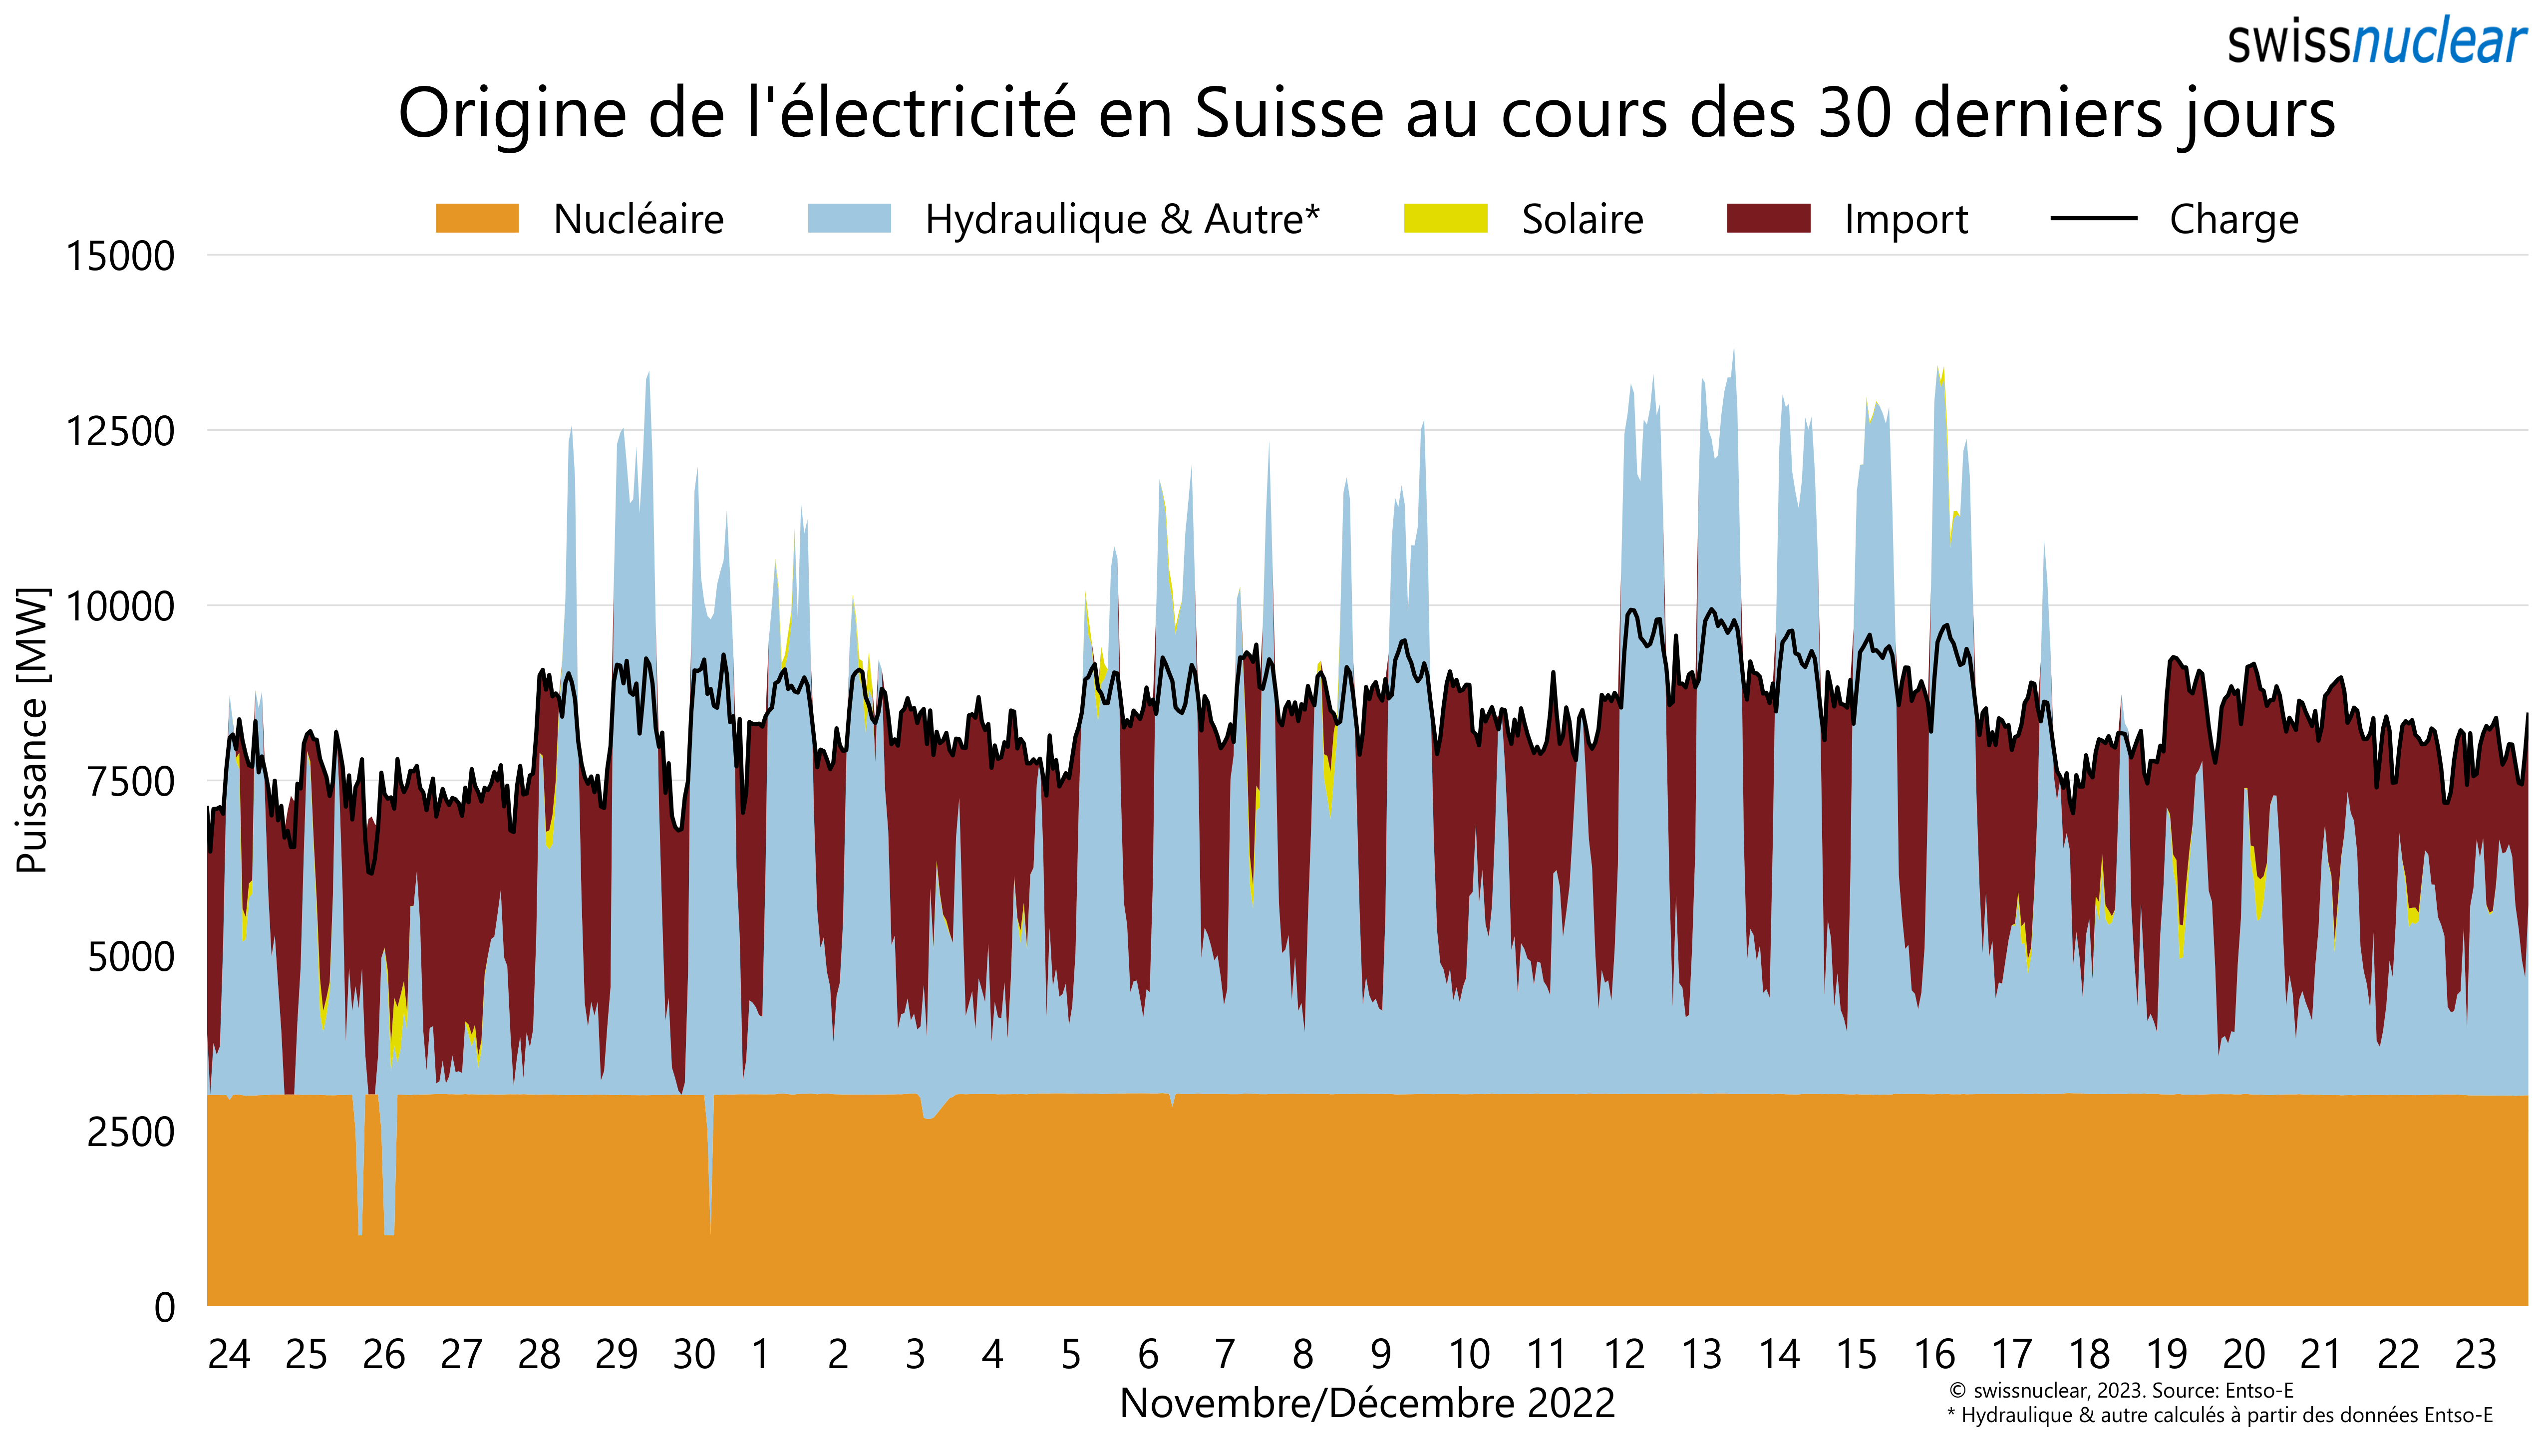 swissnuclear
Origine de l'électricité en Suisse au cours des 30 derniers jours
Nucléaire Hydraulique & Autre* Solaire Import Charge
15000
12500
10000
7500
5000
2500
0
Puissance [MW]
24 25 26 27 28 29 30 1 2 3 4 5 6 7 8 9 10 11 12 13 14 15 16 17 18 19 20 21 22 23
Novembre/Décembre 2022
© swissnuclear, 2023. Source: Entso-E
* Hydraulique & autre calculés à partir des données Entso-E